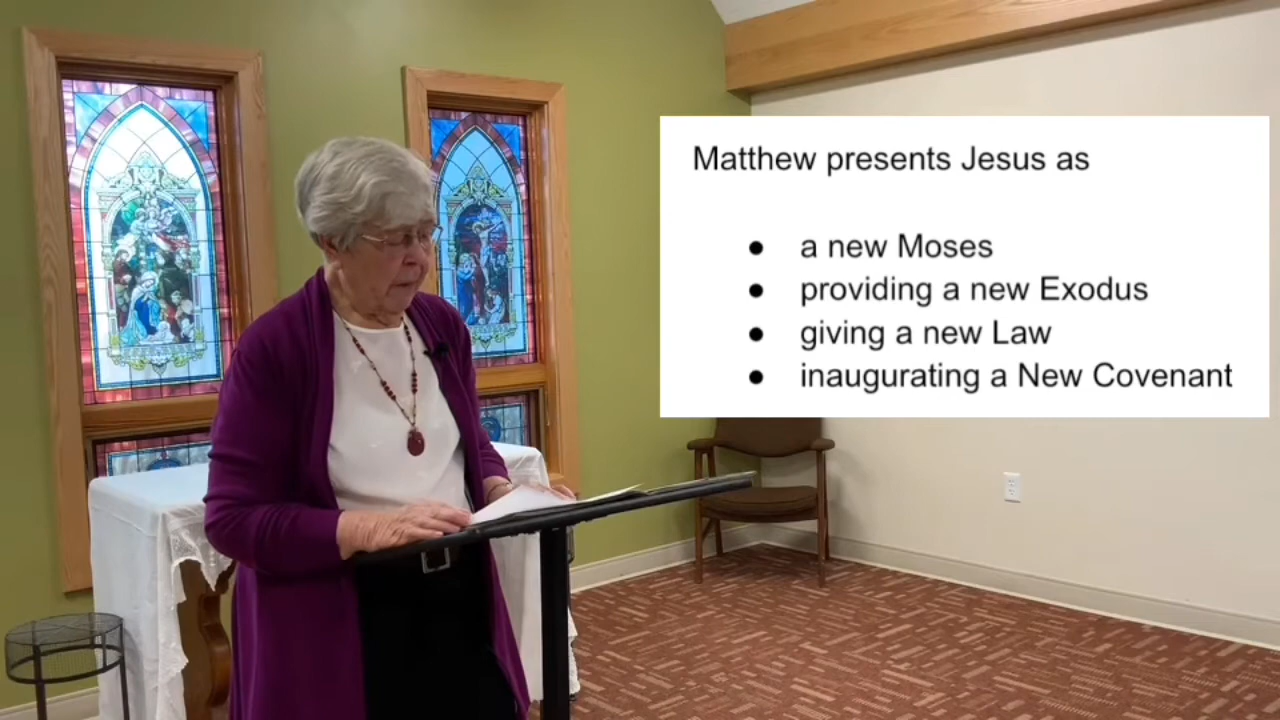 Matthew presents Jesus as
● a new Moses
● providing a new Exodus
● giving a new Law
● inaugurating a New Covenant